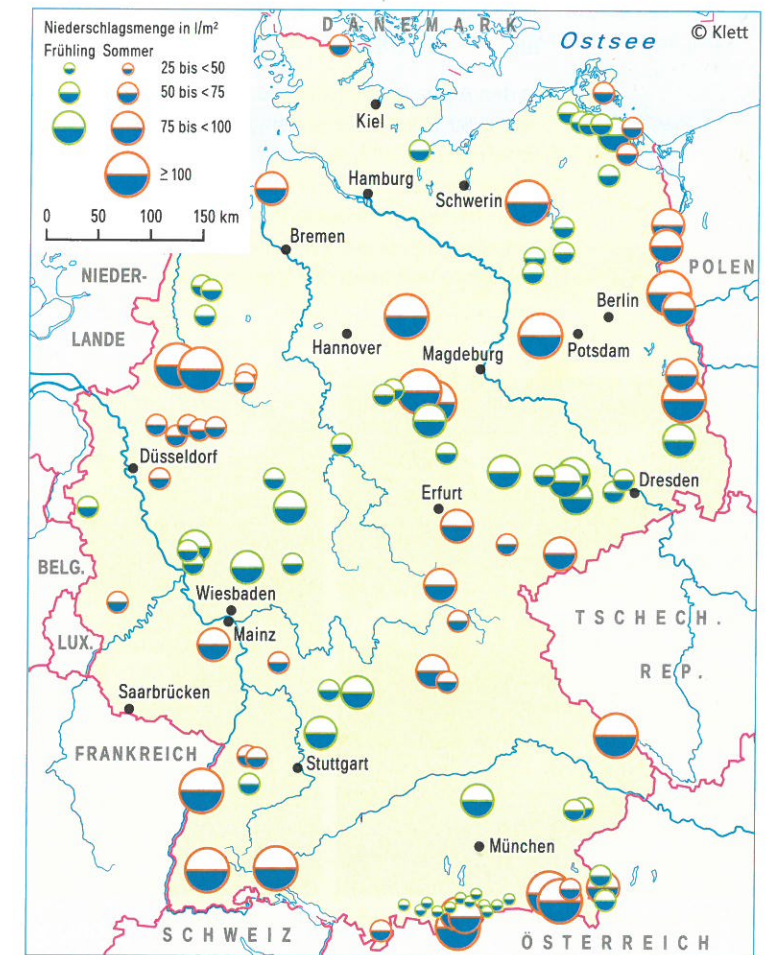 DÄNEMARK
Niederschlagsmenge in l/m²
Frühling Sommer
25 bis <50
50 bis <75
75 bis <100
≥ 100
0 50 100 150 km
Ostsee
© Klett
Kiel
Hamburg
Schwerin
Bremen
NIEDER-
LANDE
POLEN
Berlin
Hannover
Potsdam
Magdeburg
Düsseldorf
Dresden
Erfurt
BELG.
Wiesbaden
Mainz
LUX.
TSCHECH.
REP.
Saarbrücken
FRANKREICH
Stuttgart
München
SCHWEIZ
ÖSTERREICH